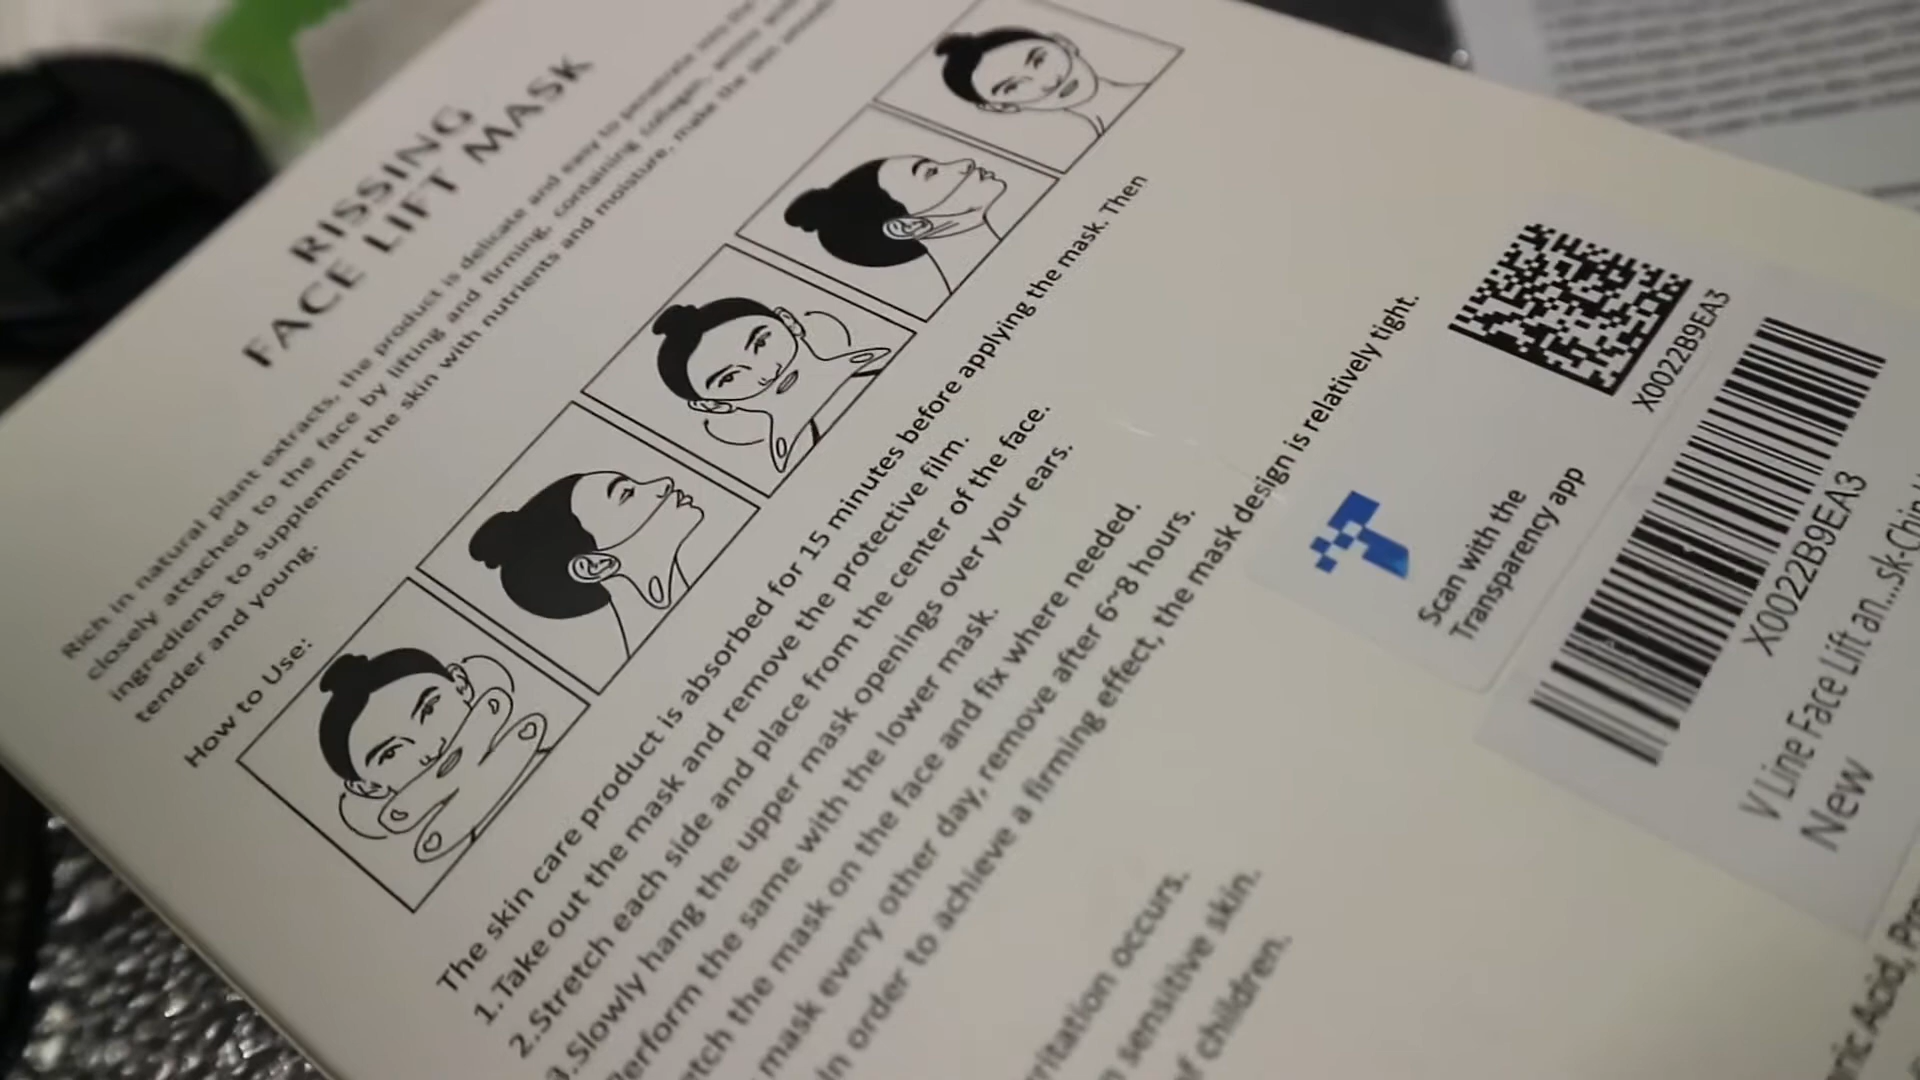 RISSING
FACE LIFT MASK
Rich in natural plant extracts, the product is delicate and easy to penetrate into the
closely attached to the face by lifting and firming, containing collagen,
ingredients to supplement the skin with nutrients and moisture, make the skin
tender and young.
How to Use:
The skin care product is absorbed for 15 minutes before applying the mask. Then
1.Take out the mask and remove the protective film.
2.Stretch each side and place from the center of the face.
3.Slowly hang the upper mask openings over your ears.
Perform the same with the lower mask.
the mask on the face and fix where needed.
mask every other day, remove after 6~8 hours.
in order to achieve a firming effect, the mask design is relatively tight.
occurs.
sensitive skin.
of children.
X0022B9EA3
Scan with the
Transparency app
X0022B9EA3
V Line Face Lift an...sk-Chin
New
Acid,